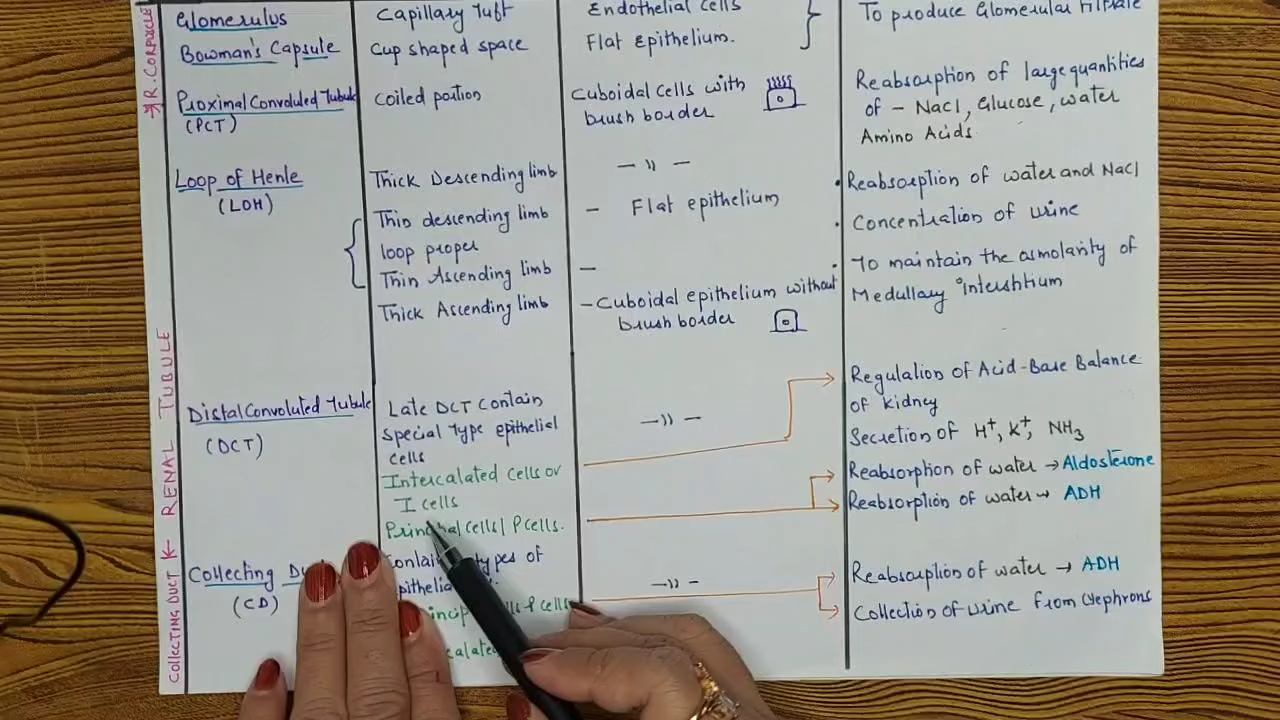 R. CORPUSCLE
Glomerulus
Capillary Tuft
Endothelial Cells
To produce Glomerular Filtrate
Bowman's Capsule
Cup shaped space
Flat Epithelium.
Proximal Convoluted Tubule
(PCT)
Coiled portion
Cuboidal Cells with
brush border
Reabsorption of large quantities
of - NaCl, Glucose, water
Amino Acids.
Loop of Henle
(LOH)
Thick Descending limb
— " —
Reabsorption of water and NaCl
Thin descending limb
loop proper
Thin Ascending limb
- Flat epithelium
Concentration of urine
To maintain the osmolarity of
Medullary interstitium
Thick Ascending limb
- Cuboidal epithelium without
brush border
RENAL TUBULE
Distal Convoluted Tubule
(DCT)
Late DCT Contain
special Type epithelial
cells
Intercalated cells or
I cells
Principal Cells / P cells.
— " —
Regulation of Acid-Base Balance
of kidney
Secretion of H+, K+, NH3
Reabsorption of water → Aldosterone
Reabsorption of water → ADH
COLLECTING DUCT
Collecting
(CD)
types of
cells
— " —
Reabsorption of water → ADH
Collection of urine from Nephrons